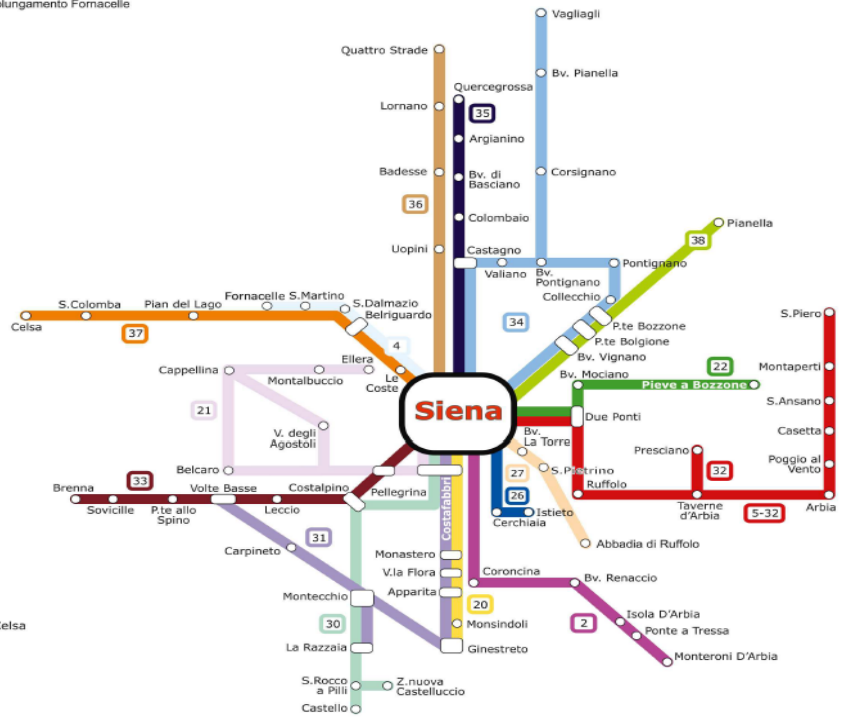 olungamento Fornacelle
Vagliagli
Quattro Strade
Bv. Pianella
Quercegrossa
Lornano
35
Argianino
Badesse
Bv. di
Basciano
Corsignano
36
Colombaio
Pianella
38
Uopini
Castagno
Valiano
Bv.
Pontignano
Pontignano
Collecchio
Fornacelle
S.Martino
S.Dalmazio
S.Colomba
Pian del Lago
Belriguardo
Celsa
37
34
S.Piero
P.te Bozzone
P.te Bolgione
4
Bv. Vignano
Ellera
Cappellina
Montalbuccio
Le
Coste
Bv. Mociano
22
Montaperti
Pieve a Bozzone
21
Siena
Due Ponti
S.Ansano
V. degli
Agostoli
Bv.
La Torre
Presciano
Casetta
Belcaro
27
S.Pietrino
32
Poggio al
Vento
Brenna
33
Volte Basse
Costalpino
Pellegrina
26
Ruffolo
Sovicille
P.te allo
Spino
Leccio
Costafabbri
Istieto
Cerchiaia
Taverne
d'Arbia
5-32
Arbia
31
Carpineto
Abbadia di Ruffolo
Monastero
V.la Flora
Coroncina
Bv. Renaccio
Montecchio
Apparita
20
30
Monsindoli
2
Isola D'Arbia
Ponte a Tressa
Celsa
La Razzaia
Ginestreto
Monteroni D'Arbia
S.Rocco
a Pilli
Z.nuova
Castelluccio
Castello